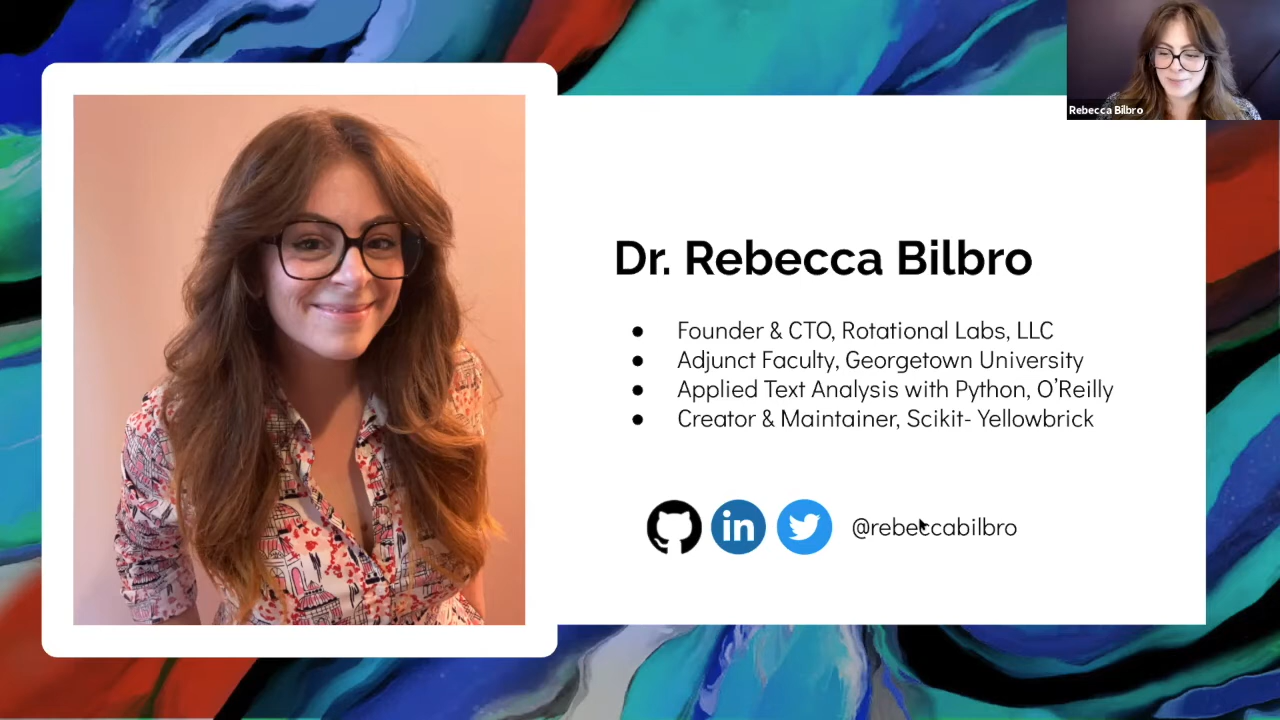 Rebecca Bilbro
Dr. Rebecca Bilbro
● Founder & CTO, Rotational Labs, LLC
● Adjunct Faculty, Georgetown University
● Applied Text Analysis with Python, O’Reilly
● Creator & Maintainer, Scikit- Yellowbrick
in @rebeccabilbro